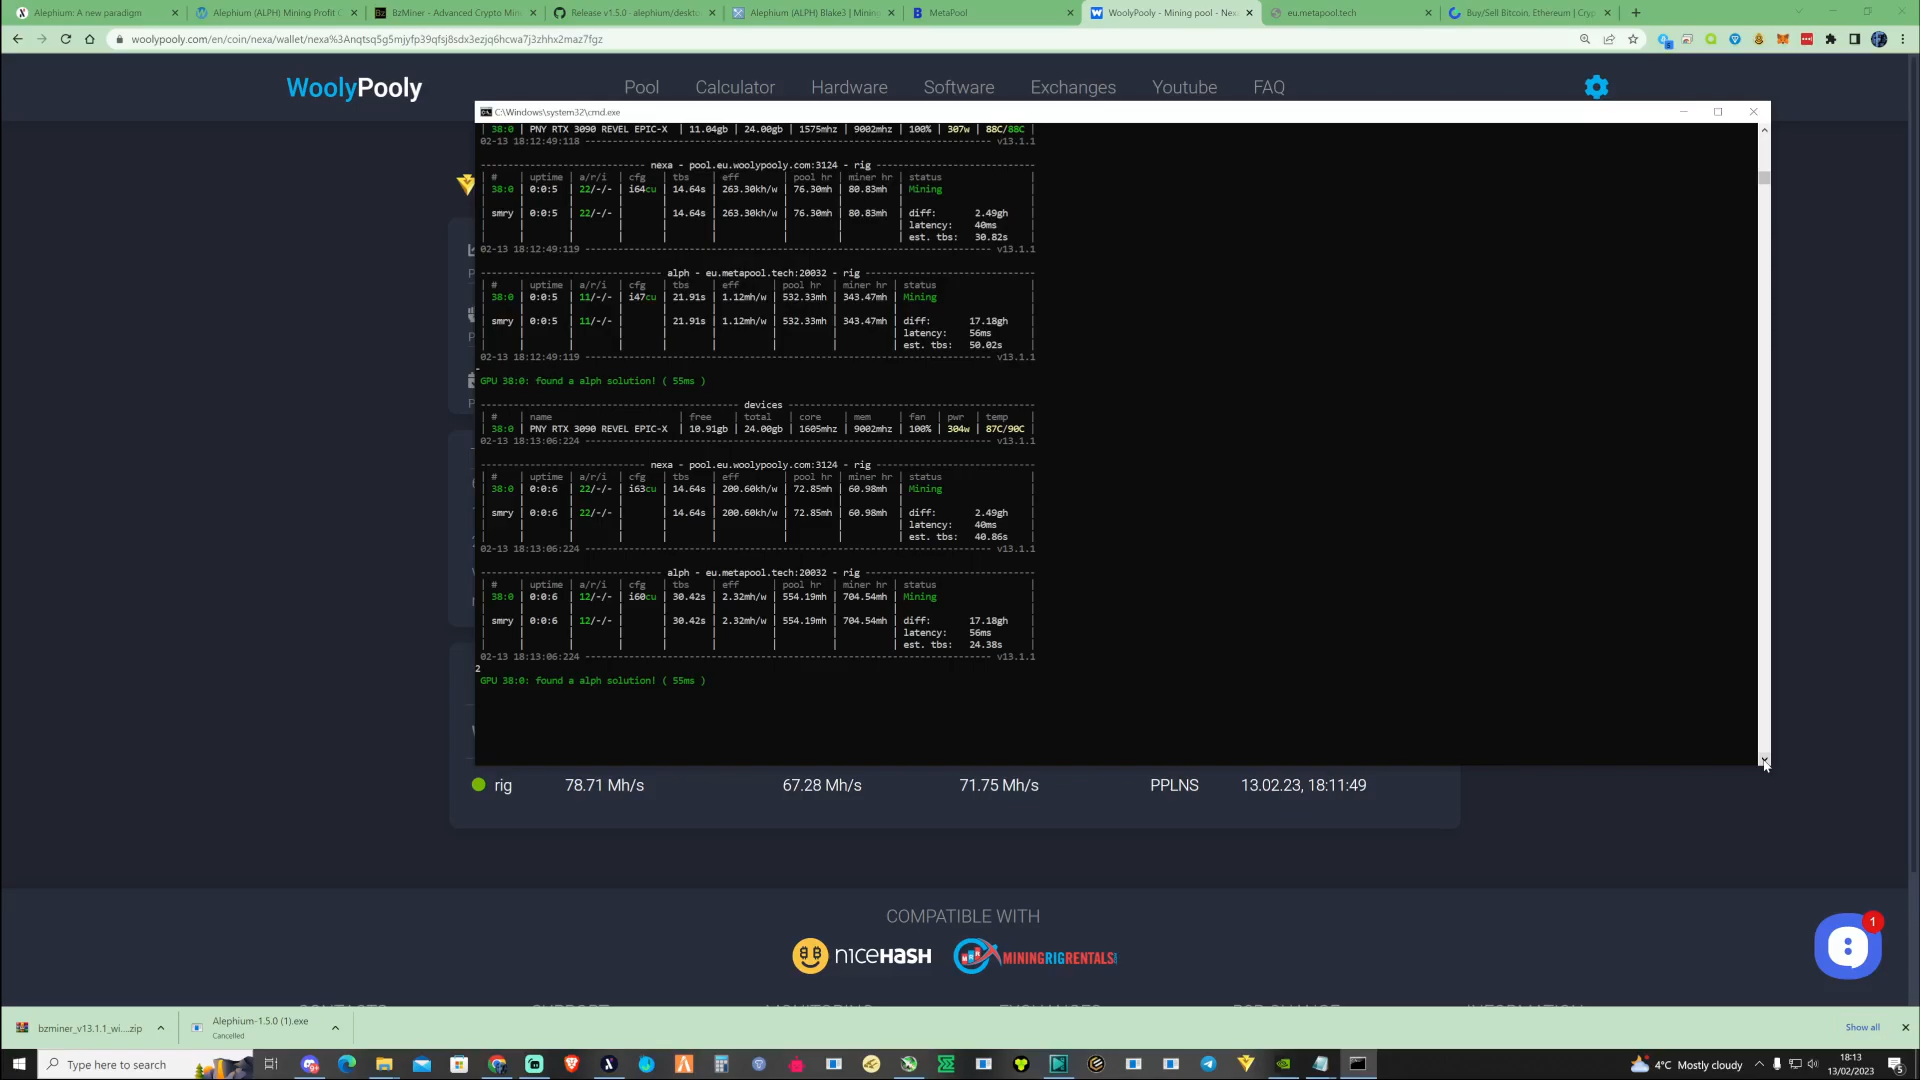 Alephium: A new paradigm
Alephium (ALPH) Mining Profit C
BzMiner - Advanced Crypto Min
Release v1.5.0 · alephium/deskto
Alephium (ALPH) Blake3 | Minin
MetaPool
WoolyPooly - Mining pool - Nex
eu.metapool.tech
Buy/Sell Bitcoin, Ethereum | Cryp
woolypooly.com/en/coin/nexa/wallet/nexa%3Anqtsq5g5mjyfp39qfsj8sdx3ezjq6hcwa7j3zhhx2maz7fgz
WoolyPooly
Pool Calculator Hardware Software Exchanges Youtube FAQ
C:\Windows\system32\cmd.exe
| 38:0 | PNY RTX 3090 REVEL EPIC-X | 11.04gb | 24.00gb | 1575mhz | 9002mhz | 100% | 307w | 88C/88C |
02-13 18:12:49:118 ---- v13.1.1
---- nexa - pool.eu.woolypooly.com:3124 - rig ----
| # | uptime | a/r/i | cfg | tbs | eff | pool hr | miner hr | status |
| 38:0 | 0:0:5 | 22/-/- | i64cu | 14.64s | 263.30kh/w | 76.30mh | 80.83mh | Mining |
| smry | 0:0:5 | 22/-/- | | 14.64s | 263.30kh/w | 76.30mh | 80.83mh | diff: 2.49gh |
latency: 40ms
est. tbs: 30.82s
02-13 18:12:49:119 ---- v13.1.1
---- alph - eu.metapool.tech:20032 - rig ----
| # | uptime | a/r/i | cfg | tbs | eff | pool hr | miner hr | status |
| 38:0 | 0:0:5 | 11/-/- | i47cu | 21.91s | 1.12mh/w | 532.33mh | 343.47mh | Mining |
| smry | 0:0:5 | 11/-/- | | 21.91s | 1.12mh/w | 532.33mh | 343.47mh | diff: 17.18gh |
latency: 56ms
est. tbs: 50.02s
02-13 18:12:49:119 ---- v13.1.1
-
GPU 38:0: found a alph solution! ( 55ms )
---- devices ----
| # | name | free | total | core | mem | fan | pwr | temp |
| 38:0 | PNY RTX 3090 REVEL EPIC-X | 10.91gb | 24.00gb | 1605mhz | 9002mhz | 100% | 304w | 87C/90C |
02-13 18:13:06:224 ---- v13.1.1
---- nexa - pool.eu.woolypooly.com:3124 - rig ----
| # | uptime | a/r/i | cfg | tbs | eff | pool hr | miner hr | status |
| 38:0 | 0:0:6 | 22/-/- | i63cu | 14.64s | 200.60kh/w | 72.85mh | 60.98mh | Mining |
| smry | 0:0:6 | 22/-/- | | 14.64s | 200.60kh/w | 72.85mh | 60.98mh | diff: 2.49gh |
latency: 40ms
est. tbs: 40.86s
02-13 18:13:06:224 ---- v13.1.1
---- alph - eu.metapool.tech:20032 - rig ----
| # | uptime | a/r/i | cfg | tbs | eff | pool hr | miner hr | status |
| 38:0 | 0:0:6 | 12/-/- | i60cu | 30.42s | 2.32mh/w | 554.19mh | 704.54mh | Mining |
| smry | 0:0:6 | 12/-/- | | 30.42s | 2.32mh/w | 554.19mh | 704.54mh | diff: 17.18gh |
latency: 56ms
est. tbs: 24.38s
02-13 18:13:06:224 ---- v13.1.1
2
GPU 38:0: found a alph solution! ( 55ms )
rig 78.71 Mh/s 67.28 Mh/s 71.75 Mh/s PPLNS 13.02.23, 18:11:49
COMPATIBLE WITH
niceHASH
MININGRIGRENTALS
1
bzminer_v13.1.1_wi....zip
Alephium-1.5.0 (1).exe
Cancelled
Show all
Type here to search
4°C Mostly cloudy
18:13
13/02/2023
5